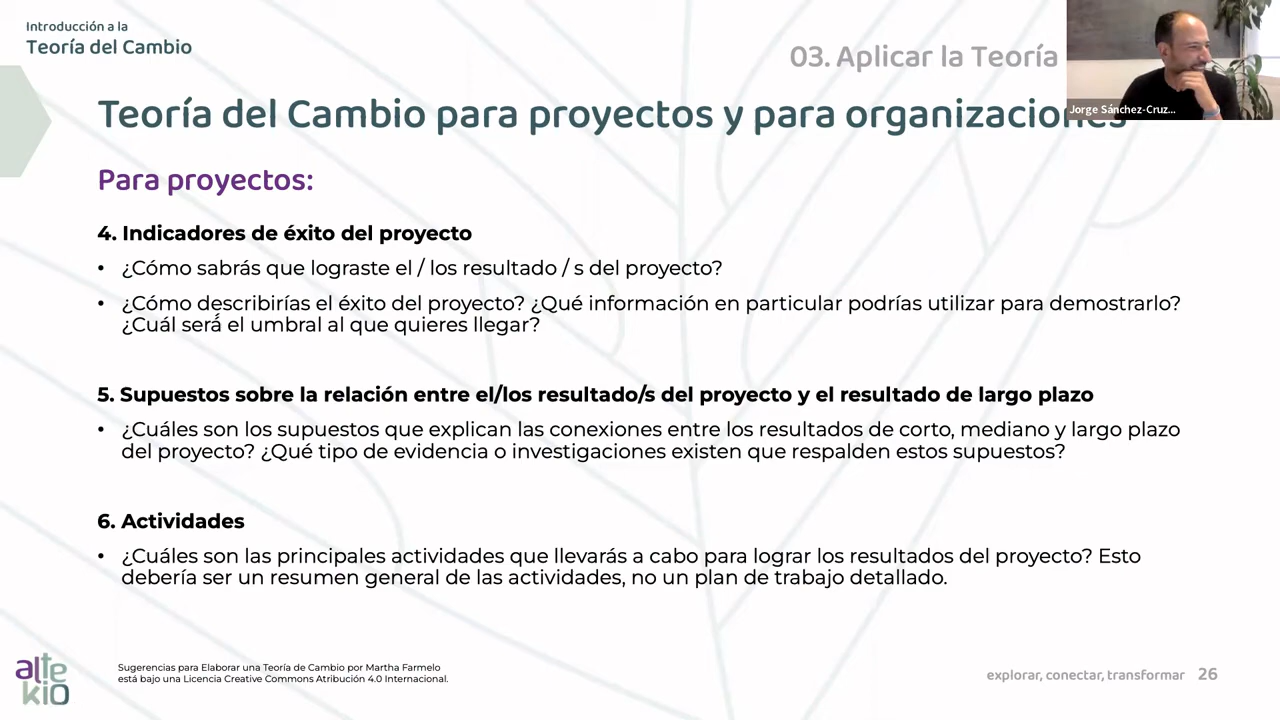 Introducción a la
Teoría del Cambio
03. Aplicar la Teoría
Jorge Sánchez-Cruz...
Teoría del Cambio para proyectos y para organizaciones
Para proyectos:
4. Indicadores de éxito del proyecto
• ¿Cómo sabrás que lograste el / los resultado / s del proyecto?
• ¿Cómo describirías el éxito del proyecto? ¿Qué información en particular podrías utilizar para demostrarlo?
¿Cuál será el umbral al que quieres llegar?
5. Supuestos sobre la relación entre el/los resultado/s del proyecto y el resultado de largo plazo
• ¿Cuáles son los supuestos que explican las conexiones entre los resultados de corto, mediano y largo plazo
del proyecto? ¿Qué tipo de evidencia o investigaciones existen que respalden estos supuestos?
6. Actividades
• ¿Cuáles son las principales actividades que llevarás a cabo para lograr los resultados del proyecto? Esto
debería ser un resumen general de las actividades, no un plan de trabajo detallado.
alte
kio
Sugerencias para Elaborar una Teoría de Cambio por Martha Farmelo
está bajo una Licencia Creative Commons Atribución 4.0 Internacional.
explorar, conectar, transformar 26